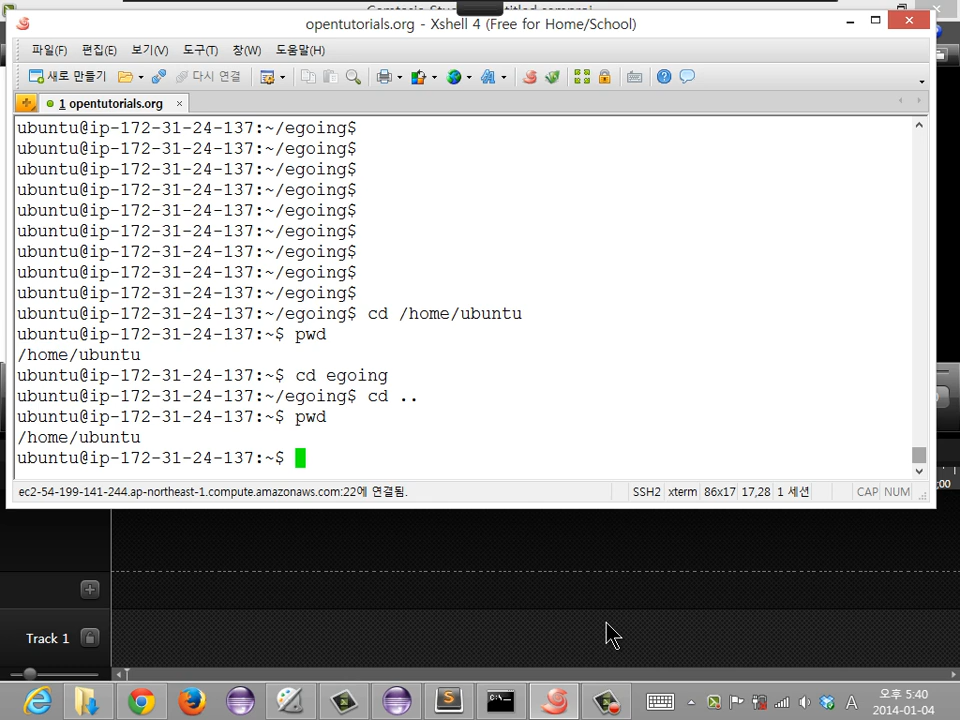 opentutorials.org - Xshell 4 (Free for Home/School)
파일(F) 편집(E) 보기(V) 도구(T) 창(W) 도움말(H)
새로 만들기 다시 연결
1 opentutorials.org
ubuntu@ip-172-31-24-137:~/egoing$
ubuntu@ip-172-31-24-137:~/egoing$
ubuntu@ip-172-31-24-137:~/egoing$
ubuntu@ip-172-31-24-137:~/egoing$
ubuntu@ip-172-31-24-137:~/egoing$
ubuntu@ip-172-31-24-137:~/egoing$
ubuntu@ip-172-31-24-137:~/egoing$
ubuntu@ip-172-31-24-137:~/egoing$
ubuntu@ip-172-31-24-137:~/egoing$
ubuntu@ip-172-31-24-137:~/egoing$ cd /home/ubuntu
ubuntu@ip-172-31-24-137:~$ pwd
/home/ubuntu
ubuntu@ip-172-31-24-137:~$ cd egoing
ubuntu@ip-172-31-24-137:~/egoing$ cd ..
ubuntu@ip-172-31-24-137:~$ pwd
/home/ubuntu
ubuntu@ip-172-31-24-137:~$
ec2-54-199-141-244.ap-northeast-1.compute.amazonaws.com:22에 연결됨. SSH2 xterm 86x17 17,28 1 세션 CAP NUM
Track 1
오후 5:40
2014-01-04